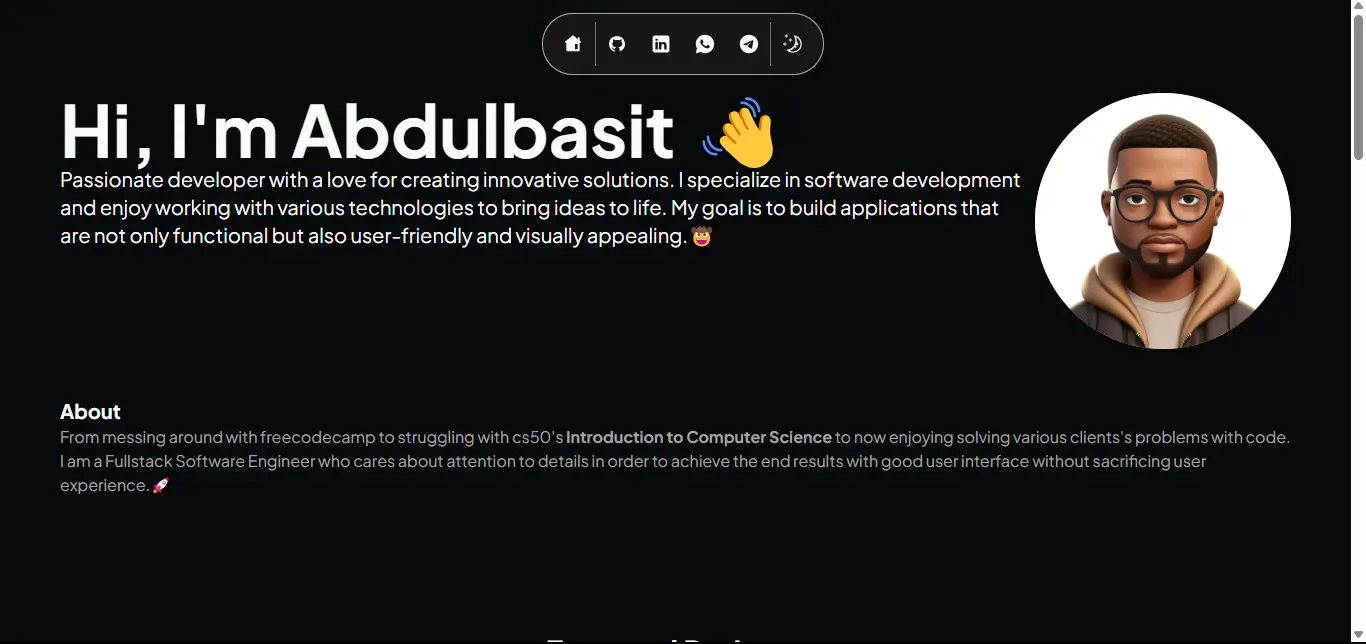 Hi, I'm Abdulbasit 👋
Passionate developer with a love for creating innovative solutions. I specialize in software development
and enjoy working with various technologies to bring ideas to life. My goal is to build applications that
are not only functional but also user-friendly and visually appealing. 🤠
About
From messing around with freecodecamp to struggling with cs50's Introduction to Computer Science to now enjoying solving various clients's problems with code.
I am a Fullstack Software Engineer who cares about attention to details in order to achieve the end results with good user interface without sacrificing user
experience. 🚀